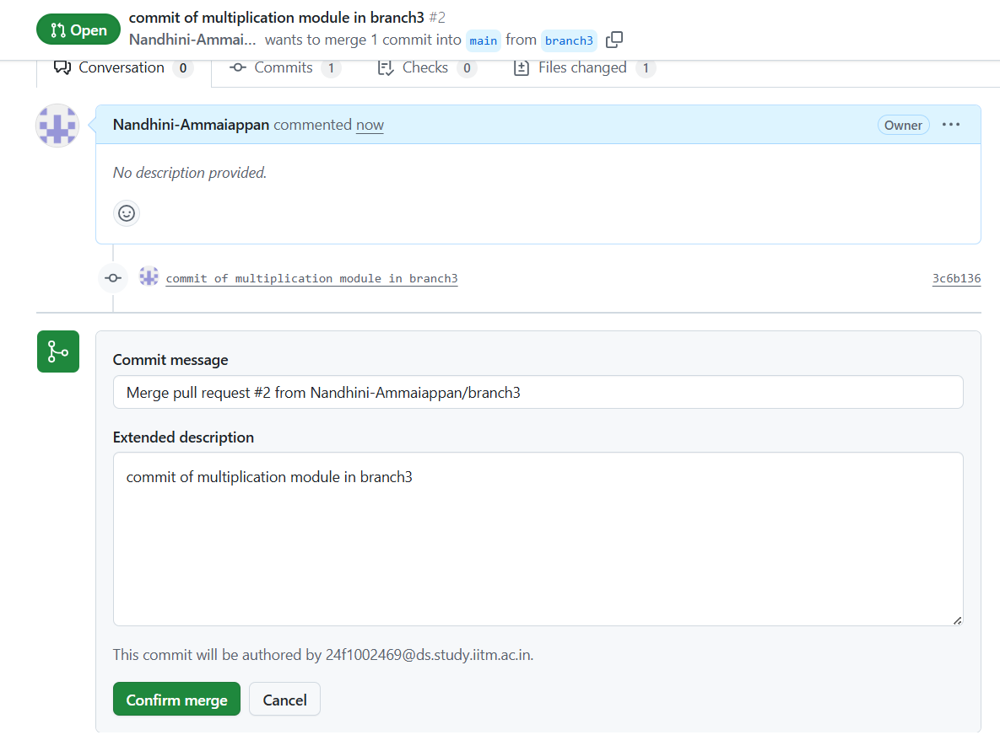 Open
commit of multiplication module in branch3 #2
Nandhini-Ammai... wants to merge 1 commit into main from branch3
Conversation 0 Commits 1 Checks 0 Files changed 1
Nandhini-Ammaiappan commented now Owner
No description provided.
commit of multiplication module in branch3 3c6b136
Commit message
Merge pull request #2 from Nandhini-Ammaiappan/branch3
Extended description
commit of multiplication module in branch3
This commit will be authored by 24f1002469@ds.study.iitm.ac.in.
Confirm merge Cancel